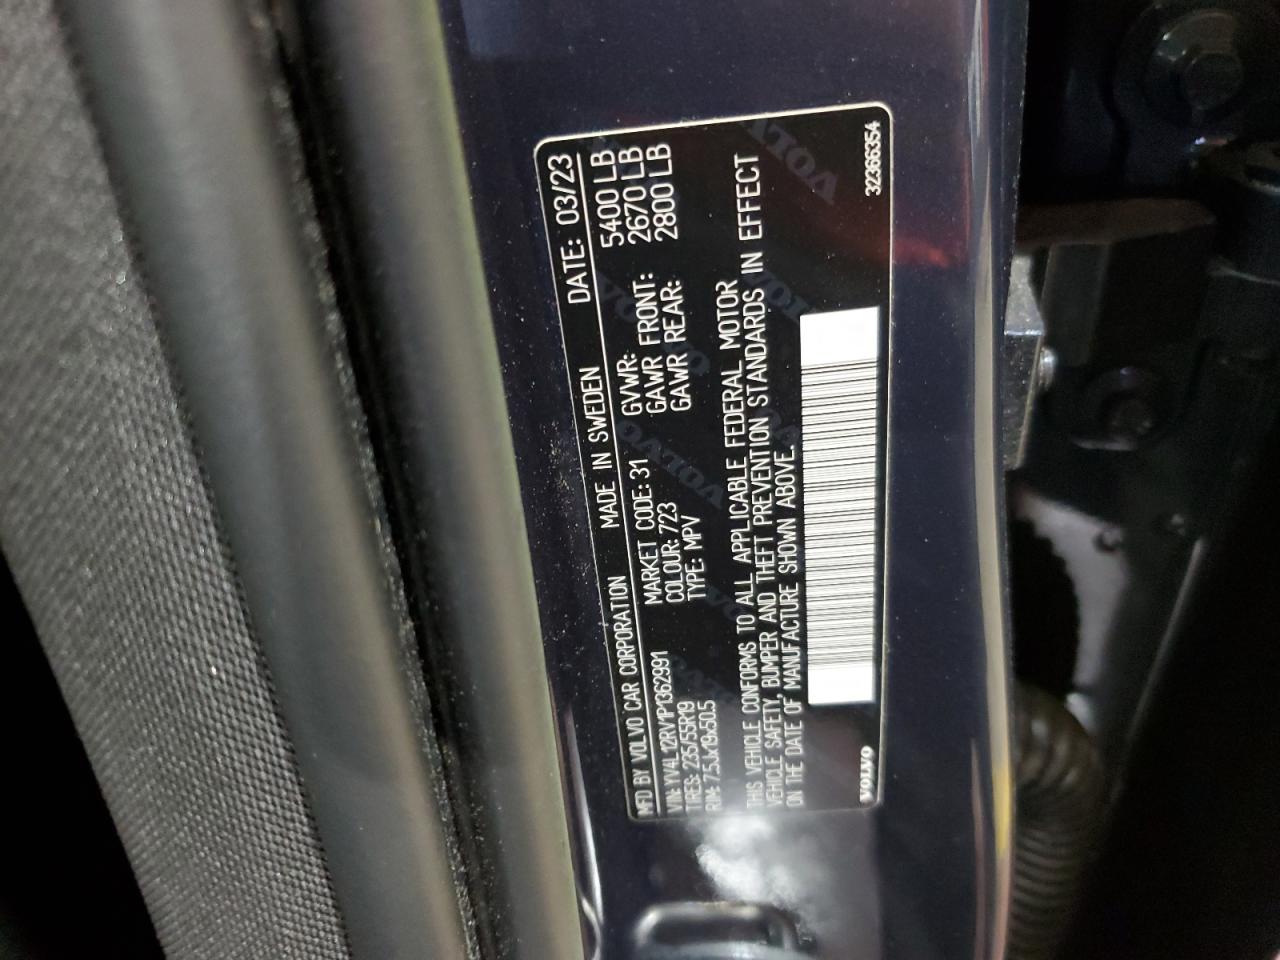 MFD BY VOLVO CAR CORPORATION MADE IN SWEDEN DATE: 03/23
VIN: YV4L12RV1P1362991 MARKET CODE: 31 GVWR: 5400 LB
TIRES: 235/55R19 COLOUR: 723 GAWR FRONT: 2670 LB
RIM: 7.5Jx19x50.5 TYPE: MPV GAWR REAR: 2800 LB
THIS VEHICLE CONFORMS TO ALL APPLICABLE FEDERAL MOTOR
VEHICLE SAFETY, BUMPER AND THEFT PREVENTION STANDARDS IN EFFECT
ON THE DATE OF MANUFACTURE SHOWN ABOVE.
VOLVO 32366354